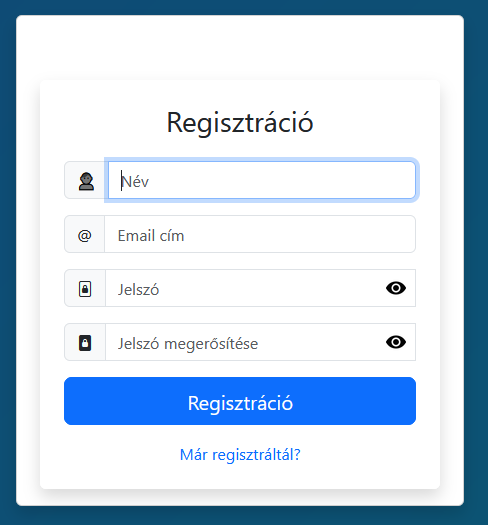 Regisztráció
Név
@ Email cím
Jelszó
Jelszó megerősítése
Regisztráció
Már regisztráltál?